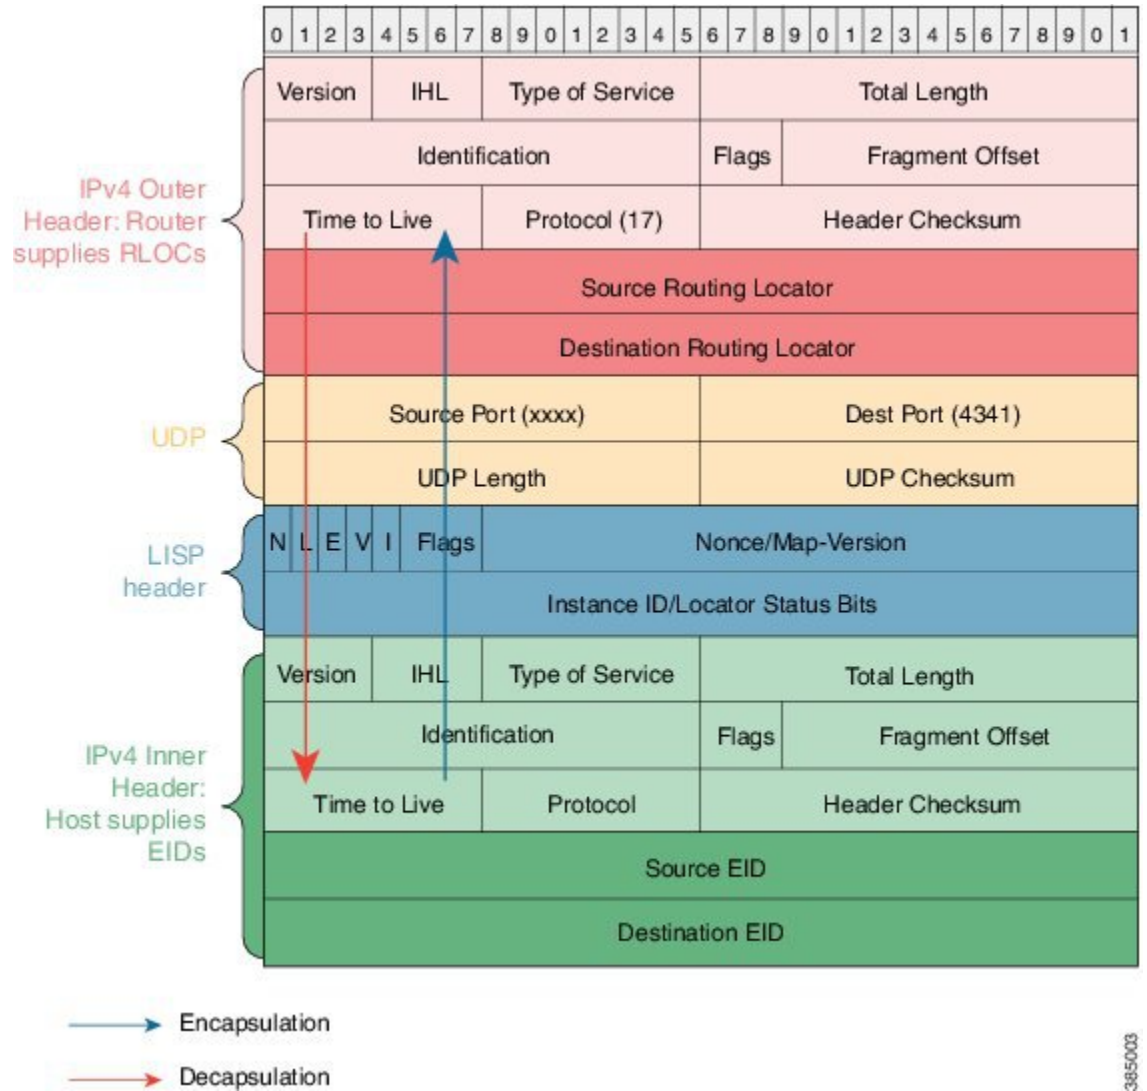 0 1 2 3 4 5 6 7 8 9 0 1 2 3 4 5 6 7 8 9 0 1 2 3 4 5 6 7 8 9 0 1
IPv4 Outer
Header: Router
supplies RLOCs
Version IHL Type of Service Total Length
Identification Flags Fragment Offset
Time to Live Protocol (17) Header Checksum
Source Routing Locator
Destination Routing Locator
UDP
Source Port (xxxx) Dest Port (4341)
UDP Length UDP Checksum
LISP
header
N L E V I Flags Nonce/Map-Version
Instance ID/Locator Status Bits
IPv4 Inner
Header:
Host supplies
EIDs
Version IHL Type of Service Total Length
Identification Flags Fragment Offset
Time to Live Protocol Header Checksum
Source EID
Destination EID
Encapsulation
Decapsulation
385003